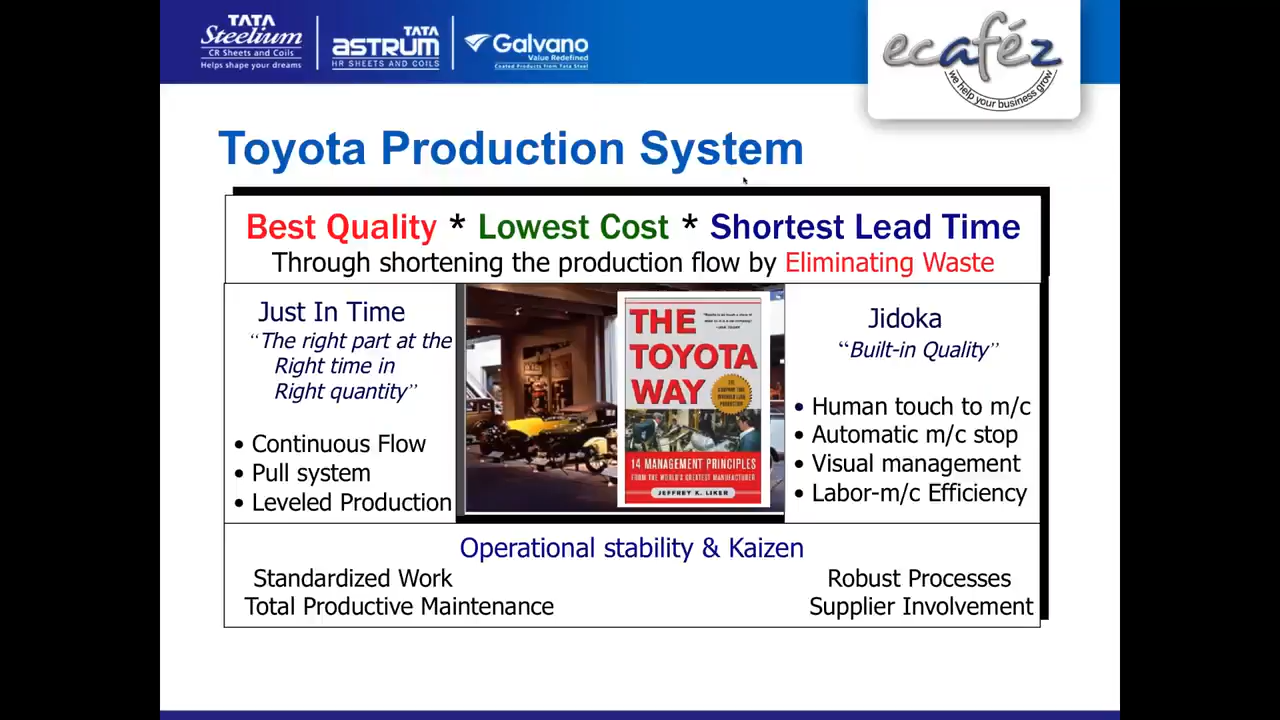 TATA
Steelium
CR Sheets and Coils
Helps shape your dreams
TATA
ASTRUM
HR SHEETS AND COILS
Galvano
Value Redefined
Coated Products from Tata Steel
ecaféz
we help your business grow
Toyota Production System
Best Quality * Lowest Cost * Shortest Lead Time
Through shortening the production flow by Eliminating Waste
Just In Time
“The right part at the
Right time in
Right quantity”
• Continuous Flow
• Pull system
• Leveled Production
THE
TOYOTA
WAY
14 MANAGEMENT PRINCIPLES
FROM THE WORLD'S GREATEST MANUFACTURER
JEFFREY K. LIKER
Jidoka
“Built-in Quality”
• Human touch to m/c
• Automatic m/c stop
• Visual management
• Labor-m/c Efficiency
Operational stability & Kaizen
Standardized Work
Total Productive Maintenance
Robust Processes
Supplier Involvement